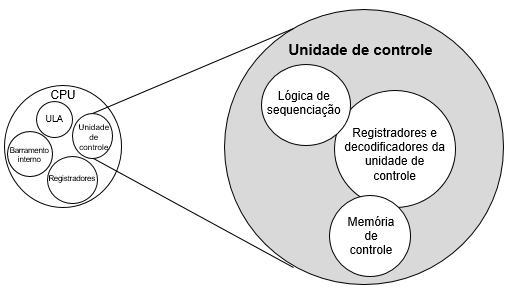 CPU
ULA
Unidade
de
controle
Barramento
interno
Registradores
Unidade de controle
Lógica de
sequenciação
Registradores e
decodificadores da
unidade de
controle
Memória
de
controle